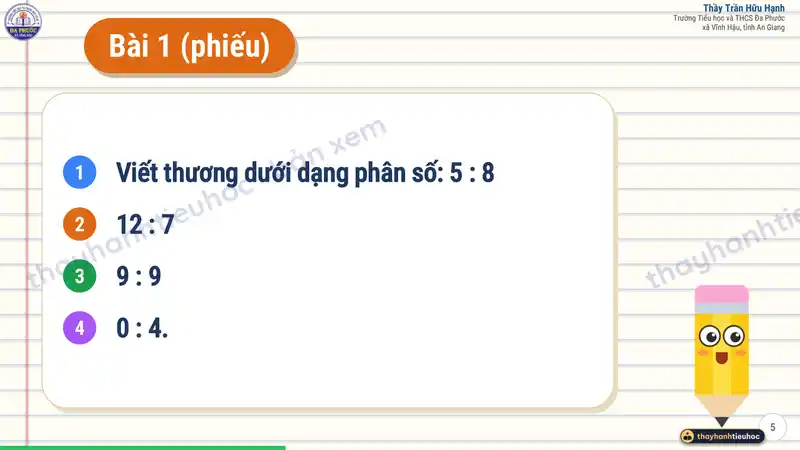 Thầy Trần Hữu Hạnh
Trường Tiểu học và THCS Đa Phước
xã Vĩnh Hậu, tỉnh An Giang
ĐA PHƯỚC
Bài 1 (phiếu)
1 Viết thương dưới dạng phân số: 5 : 8
2 12 : 7
3 9 : 9
4 0 : 4.
thayhanhtieuhoc
5